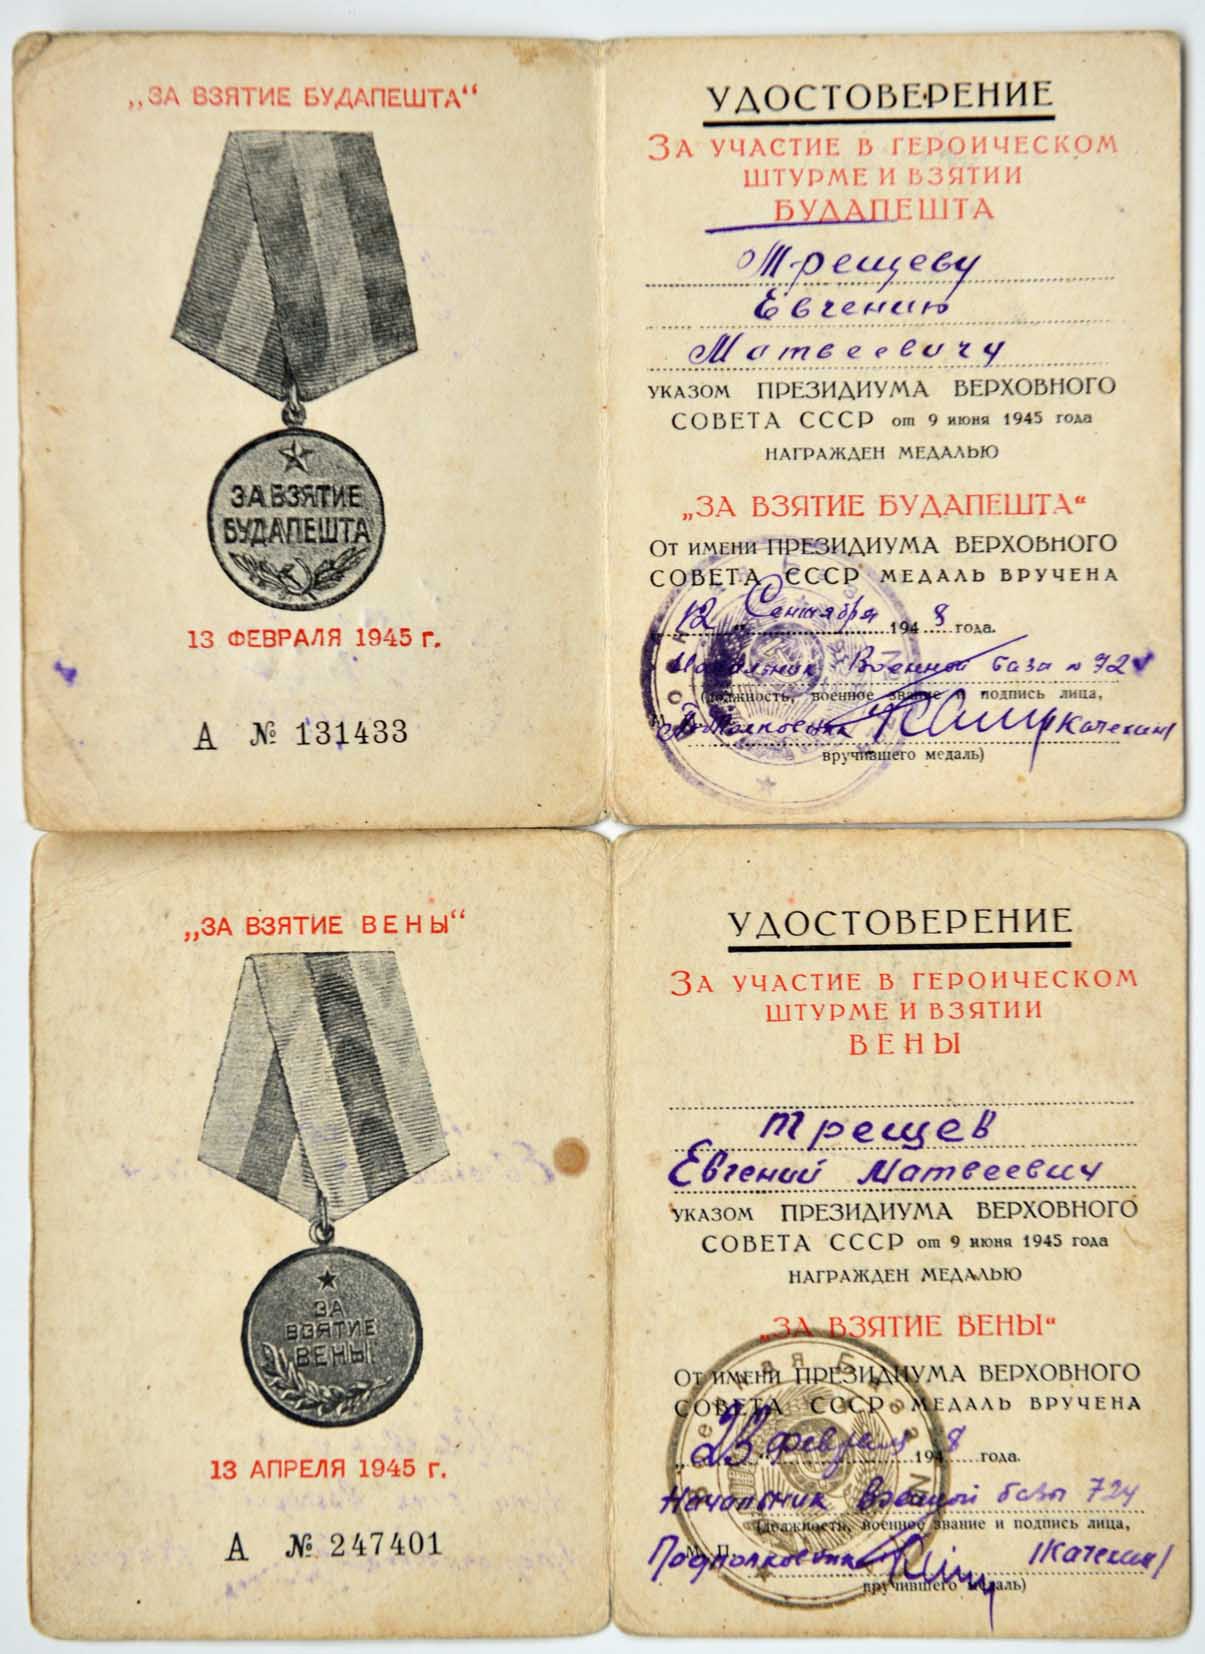 „ЗА ВЗЯТИЕ БУДАПЕШТА“
ЗА ВЗЯТИЕ
БУДАПЕШТА
13 ФЕВРАЛЯ 1945 г.
А № 131433
УДОСТОВЕРЕНИЕ
За участие в героическом
штурме и взятии
БУДАПЕШТА
Трещеву
Евгению
Матвеевичу
указом ПРЕЗИДИУМА ВЕРХОВНОГО
СОВЕТА СССР от 9 июня 1945 года
награжден медалью
„ЗА ВЗЯТИЕ БУДАПЕШТА“
От имени ПРЕЗИДИУМА ВЕРХОВНОГО
СОВЕТА СССР медаль вручена
12 Сентября 1948 года.
Начальник Военной база № 724
(должность, военное звание и подпись лица,
Подполковник /Качехин/
вручившего медаль)
„ЗА ВЗЯТИЕ ВЕНЫ“
ЗА
ВЗЯТИЕ
ВЕНЫ
13 АПРЕЛЯ 1945 г.
А № 247401
УДОСТОВЕРЕНИЕ
За участие в героическом
штурме и взятии
ВЕНЫ
Трещев
Евгений Матвеевич
указом ПРЕЗИДИУМА ВЕРХОВНОГО
СОВЕТА СССР от 9 июня 1945 года
награжден медалью
„ЗА ВЗЯТИЕ ВЕНЫ“
От имени ПРЕЗИДИУМА ВЕРХОВНОГО
СОВЕТА СССР медаль вручена
„23“ февраля 1948 года.
Начальник военной базы 724
(должность, военное звание и подпись лица,
М. П.
Подполковник /Качехин/
вручившего медаль)